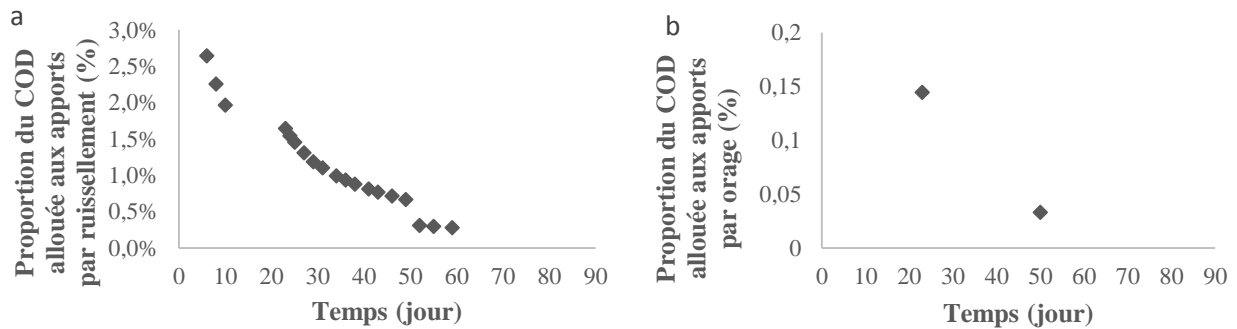 a
Proportion du COD
allouée aux apports
par ruissellement (%)
3,0%
2,5%
2,0%
1,5%
1,0%
0,5%
0,0%
0 10 20 30 40 50 60 70 80 90
Temps (jour)
b
Proportion du COD
allouée aux apports
par orage (%)
0,2
0,15
0,1
0,05
0
0 10 20 30 40 50 60 70 80 90
Temps (jour)